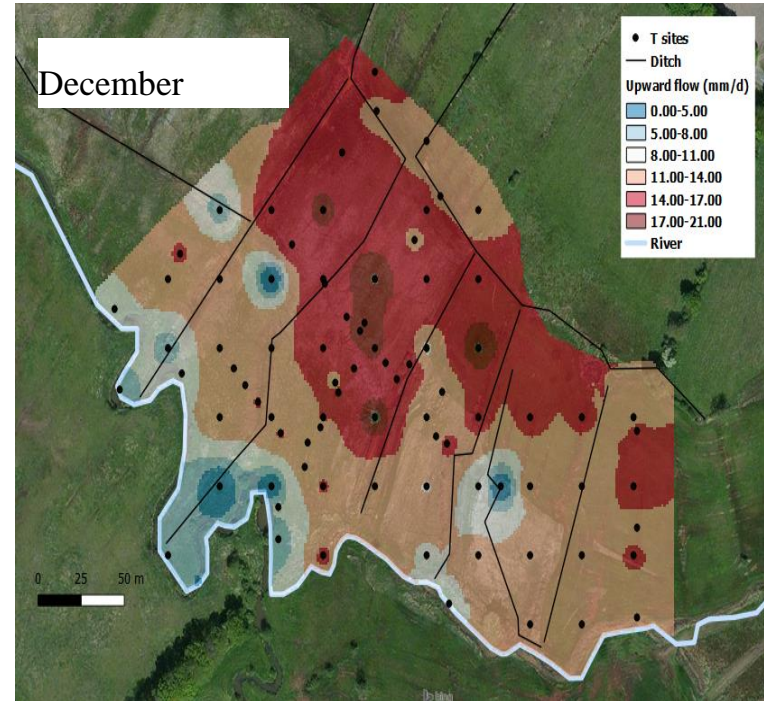 December
T sites
Ditch
Upward flow (mm/d)
0.00-5.00
5.00-8.00
8.00-11.00
11.00-14.00
14.00-17.00
17.00-21.00
River
0 25 50 m